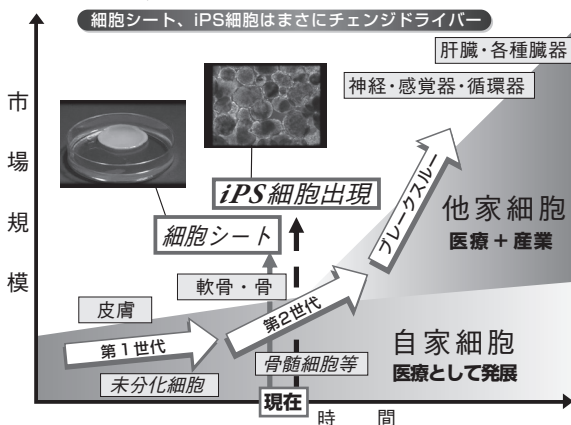 細胞シート、iPS細胞はまさにチェンジドライバー
肝臓・各種臓器
神経・感覚器・循環器
市場規模
iPS細胞出現
細胞シート
ブレークスルー
他家細胞
医療＋産業
軟骨・骨
皮膚
第2世代
第1世代
自家細胞
医療として発展
骨髄細胞等
未分化細胞
現在
時間